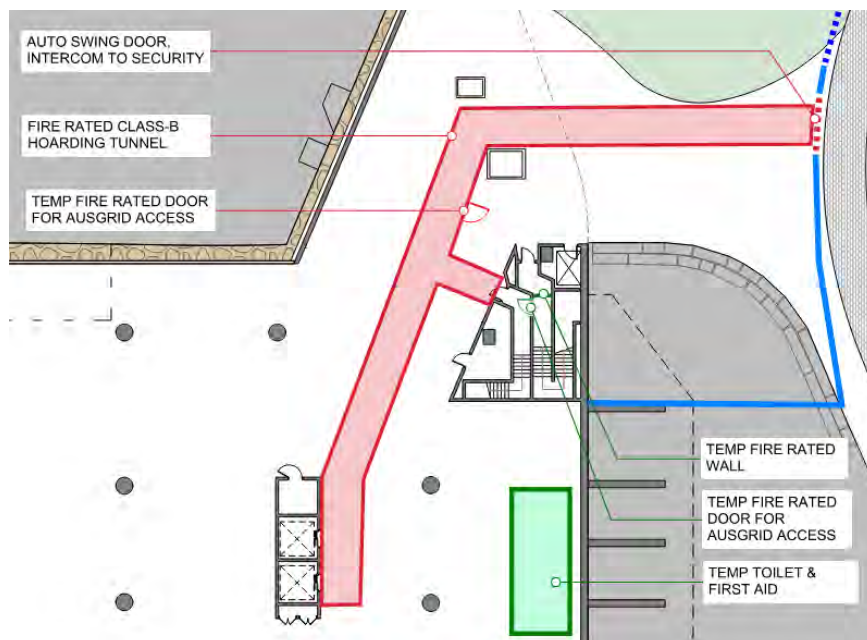 AUTO SWING DOOR,
INTERCOM TO SECURITY
FIRE RATED CLASS-B
HOARDING TUNNEL
TEMP FIRE RATED DOOR
FOR AUSGRID ACCESS
TEMP FIRE RATED
WALL
TEMP FIRE RATED
DOOR FOR
AUSGRID ACCESS
TEMP TOILET &
FIRST AID